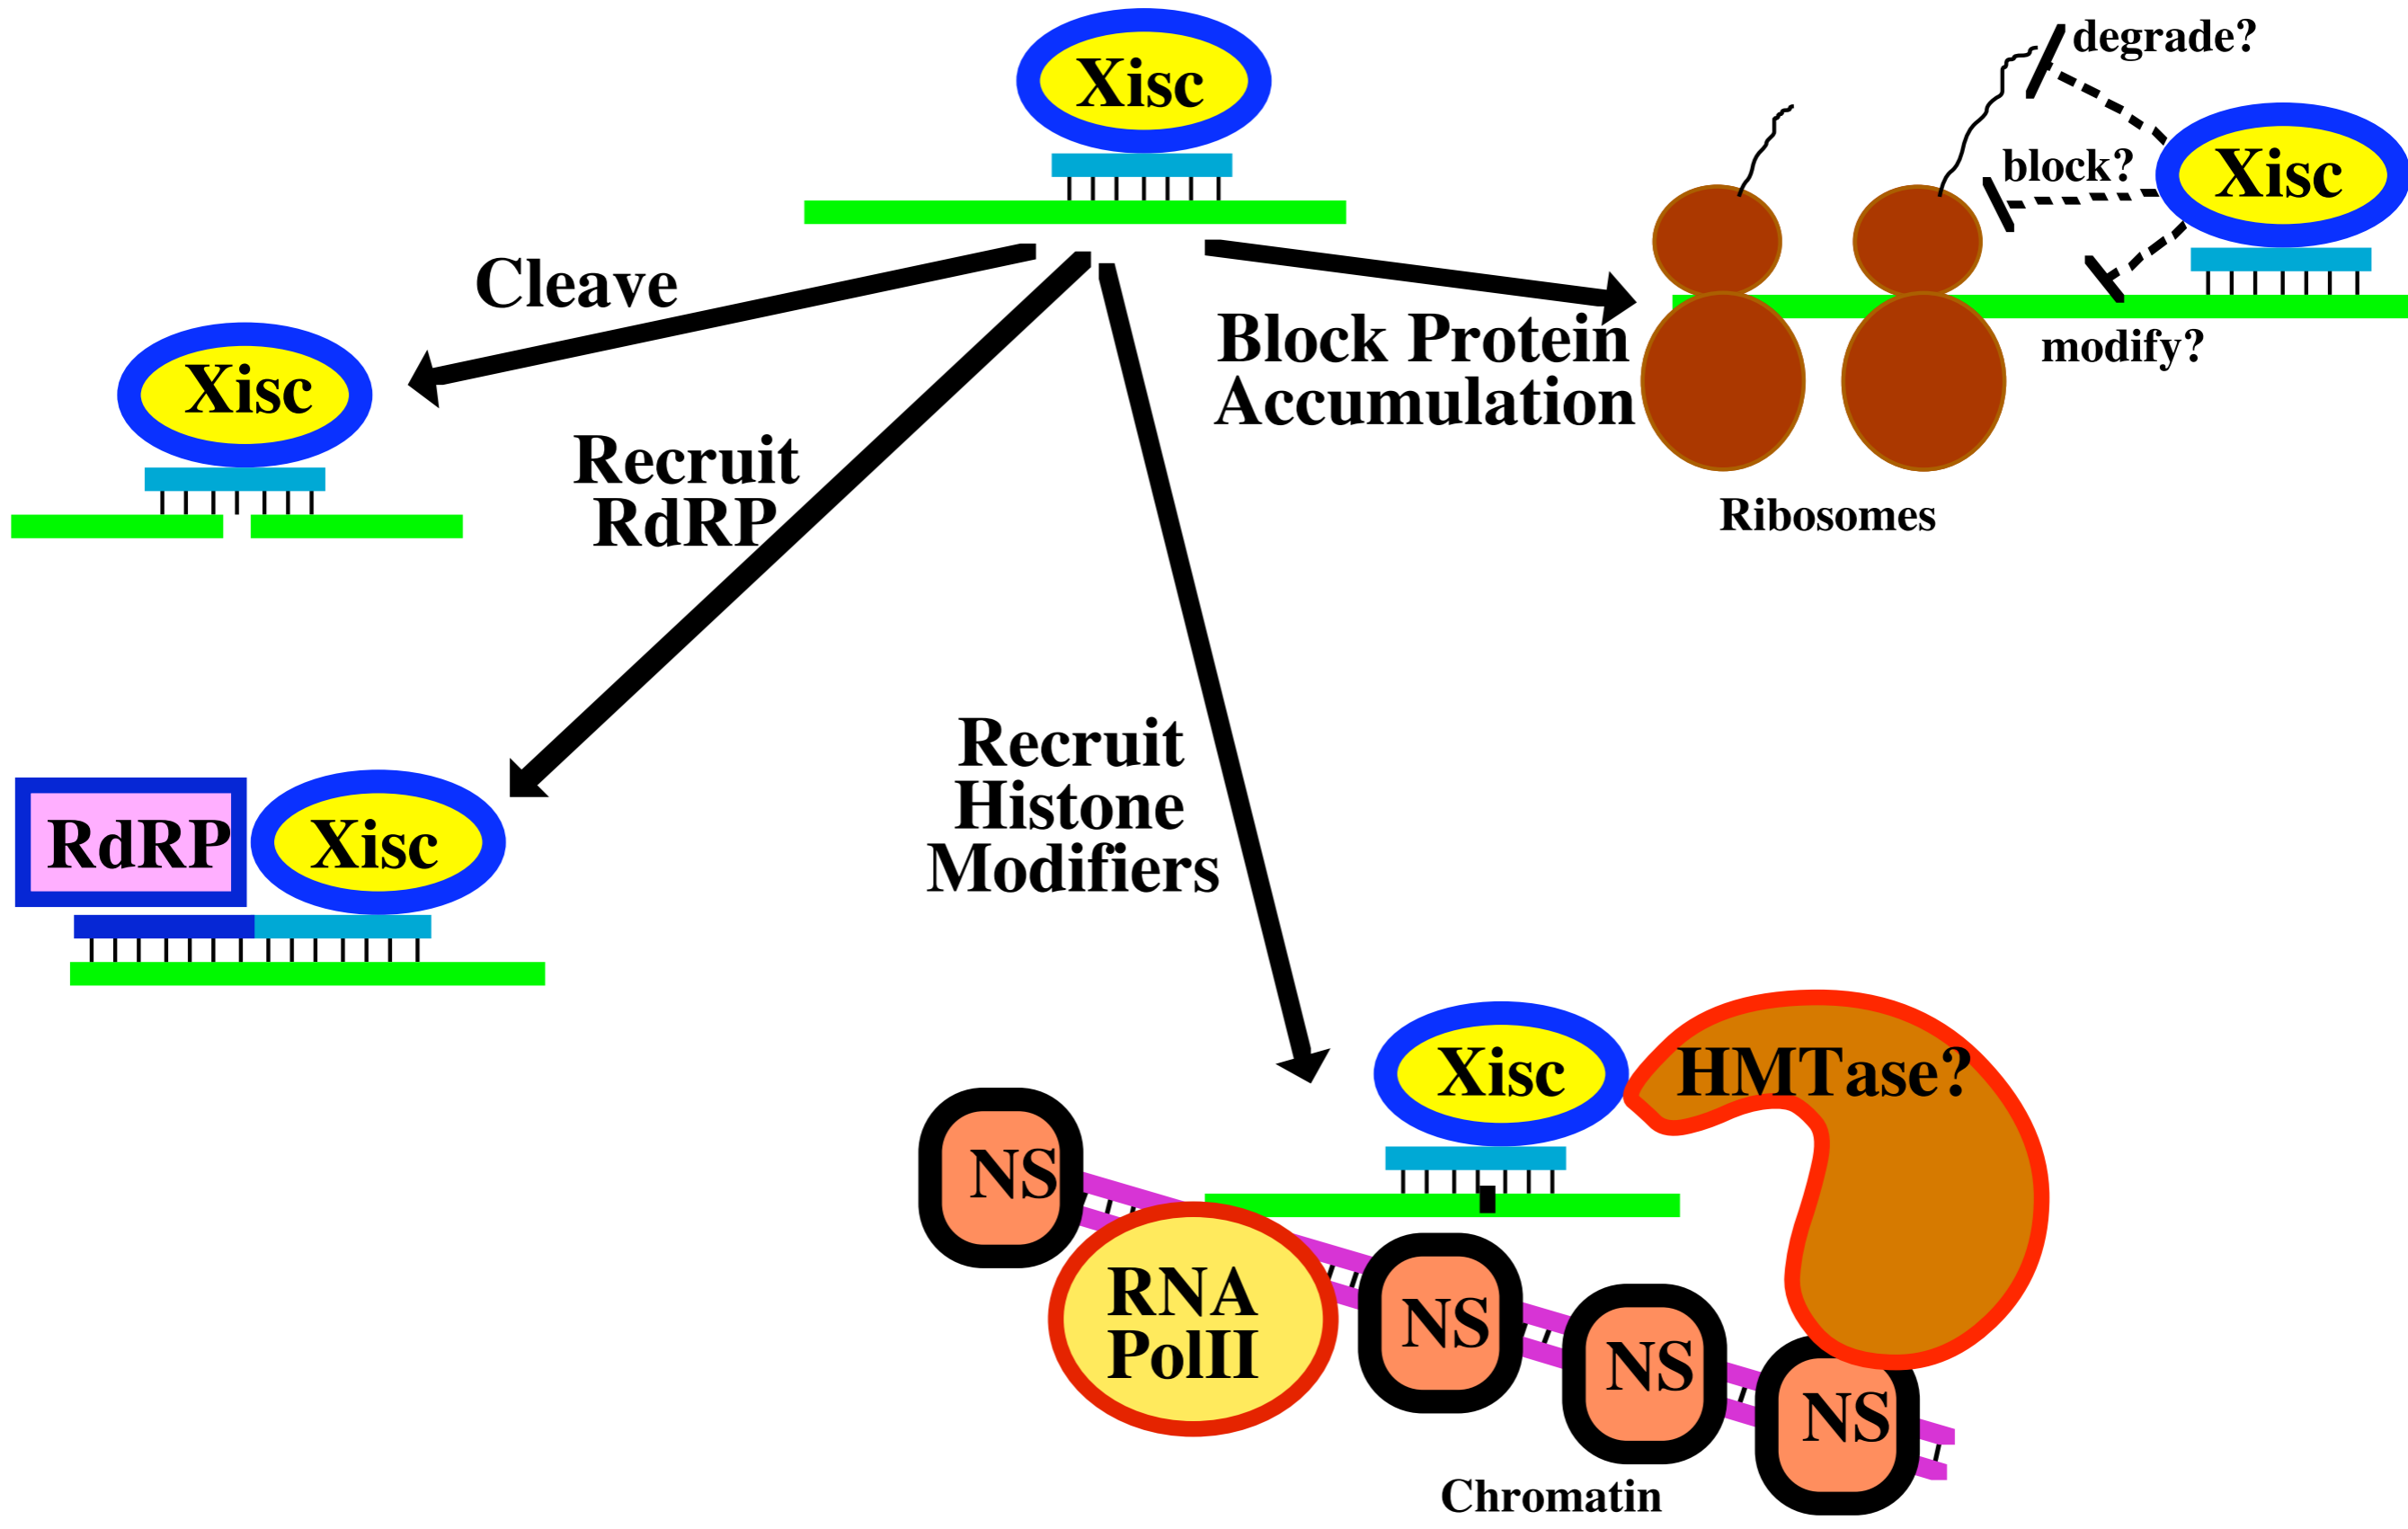 Xisc
degrade?
block?
Xisc
modify?
Ribosomes
Block Protein
Accumulation
Cleave
Xisc
Recruit
RdRP
RdRP
Xisc
Recruit
Histone
Modifiers
Xisc
HMTase?
NS
RNA
PolII
NS
NS
NS
Chromatin